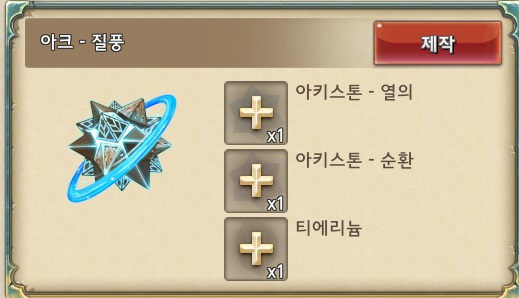 아크 - 질풍
제작
아키스톤 - 열의
x1
아키스톤 - 순환
x1
티에리늄
x1